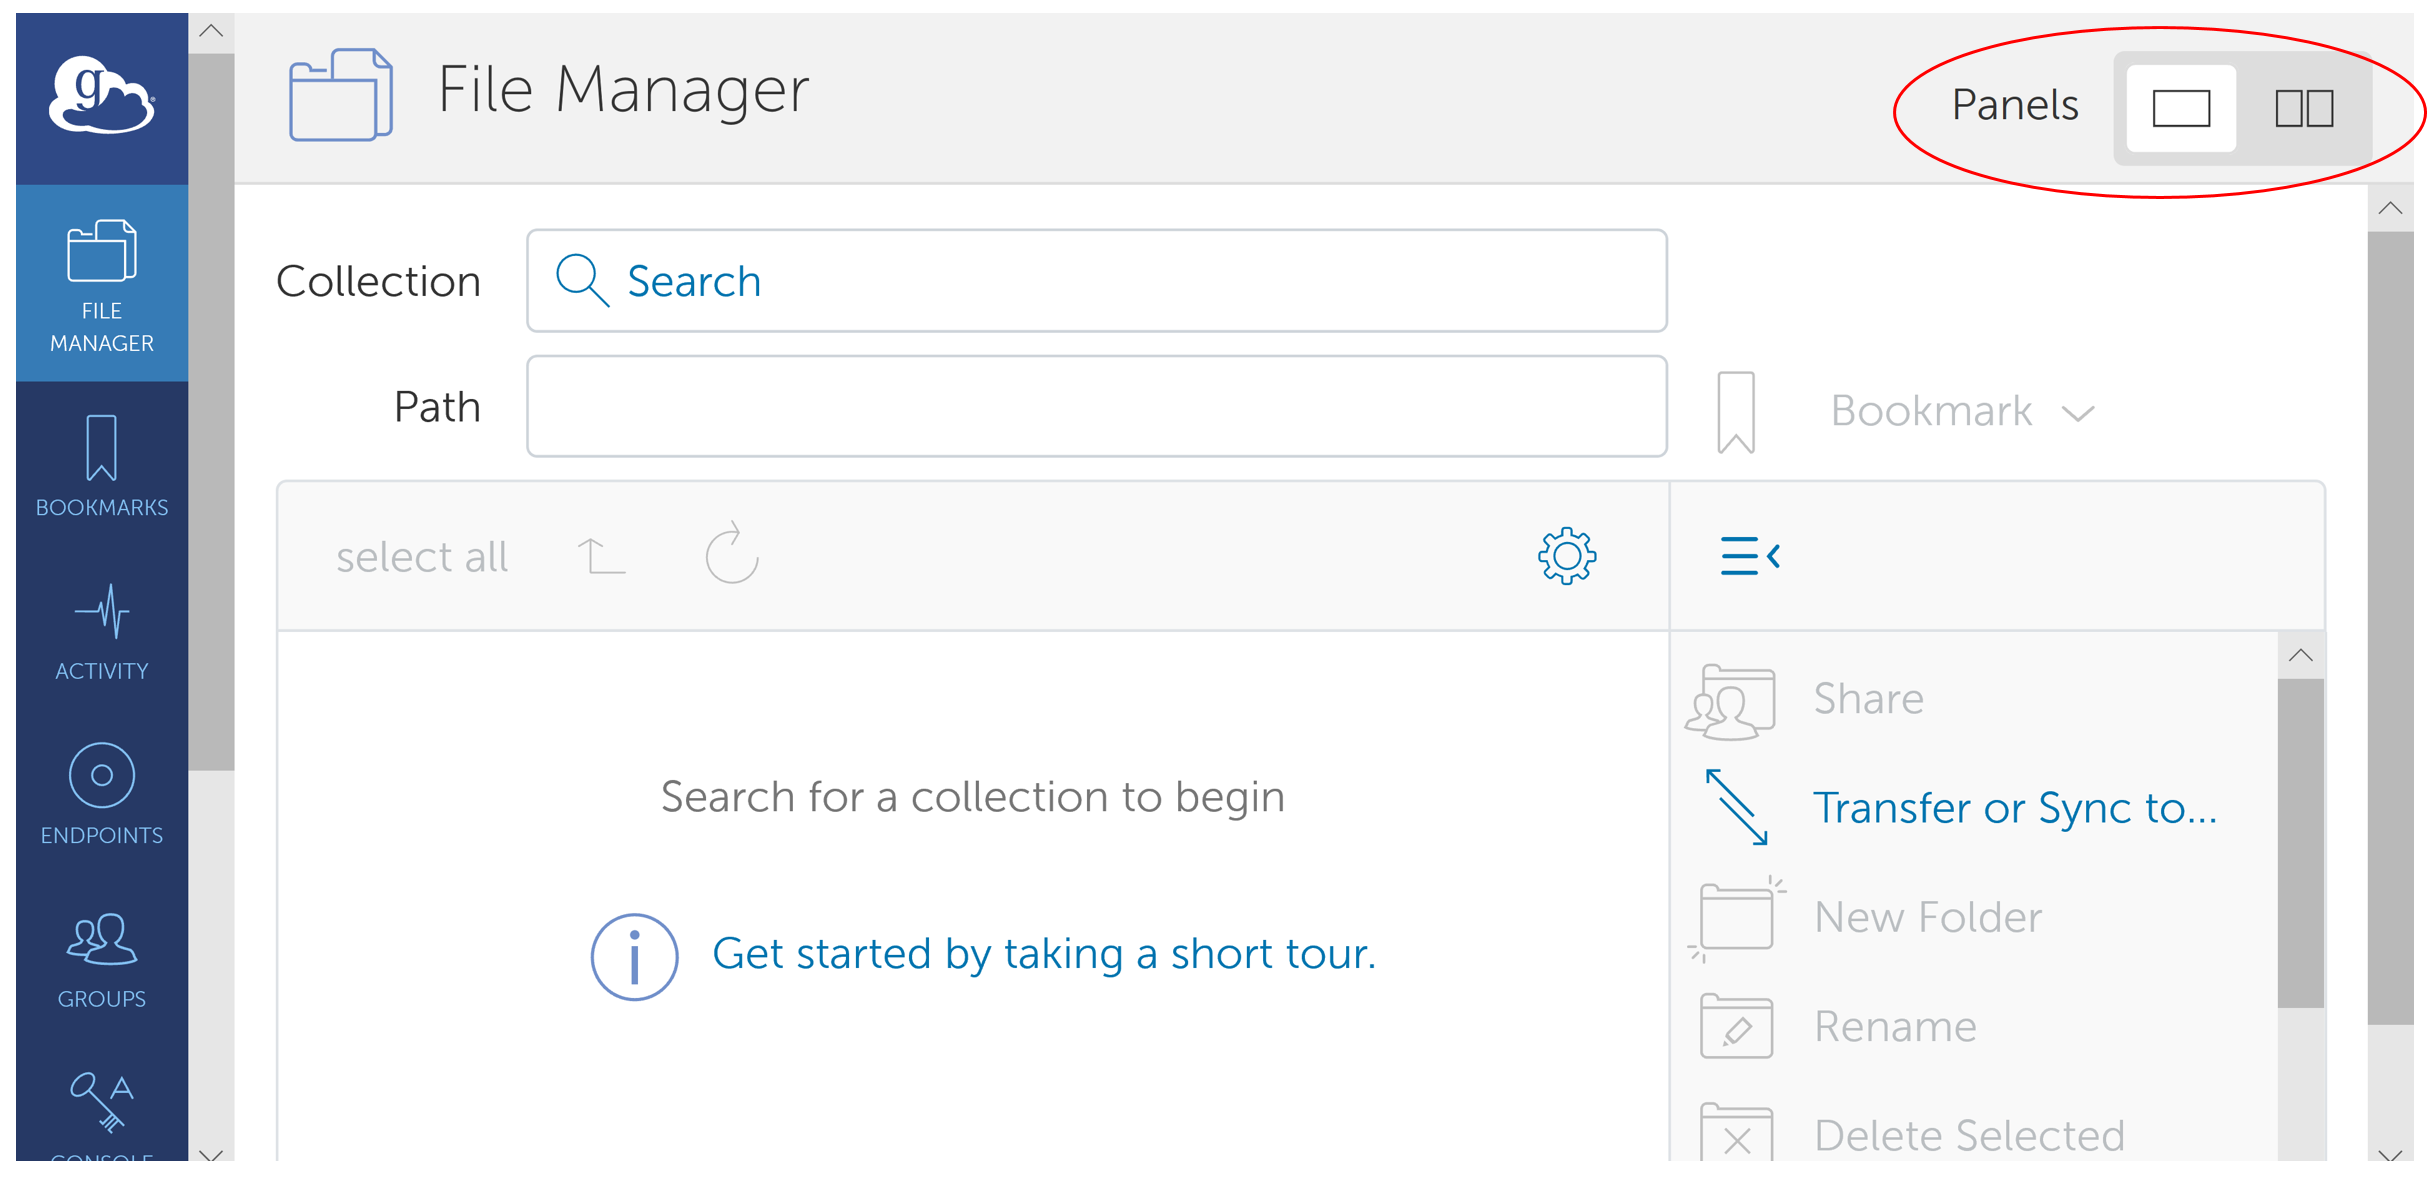 g
File Manager
Panels
FILE
MANAGER
BOOKMARKS
ACTIVITY
ENDPOINTS
GROUPS
CONSOLE
Collection
Search
Path
Bookmark
select all
Search for a collection to begin
i
Get started by taking a short tour.
Share
Transfer or Sync to...
New Folder
Rename
Delete Selected